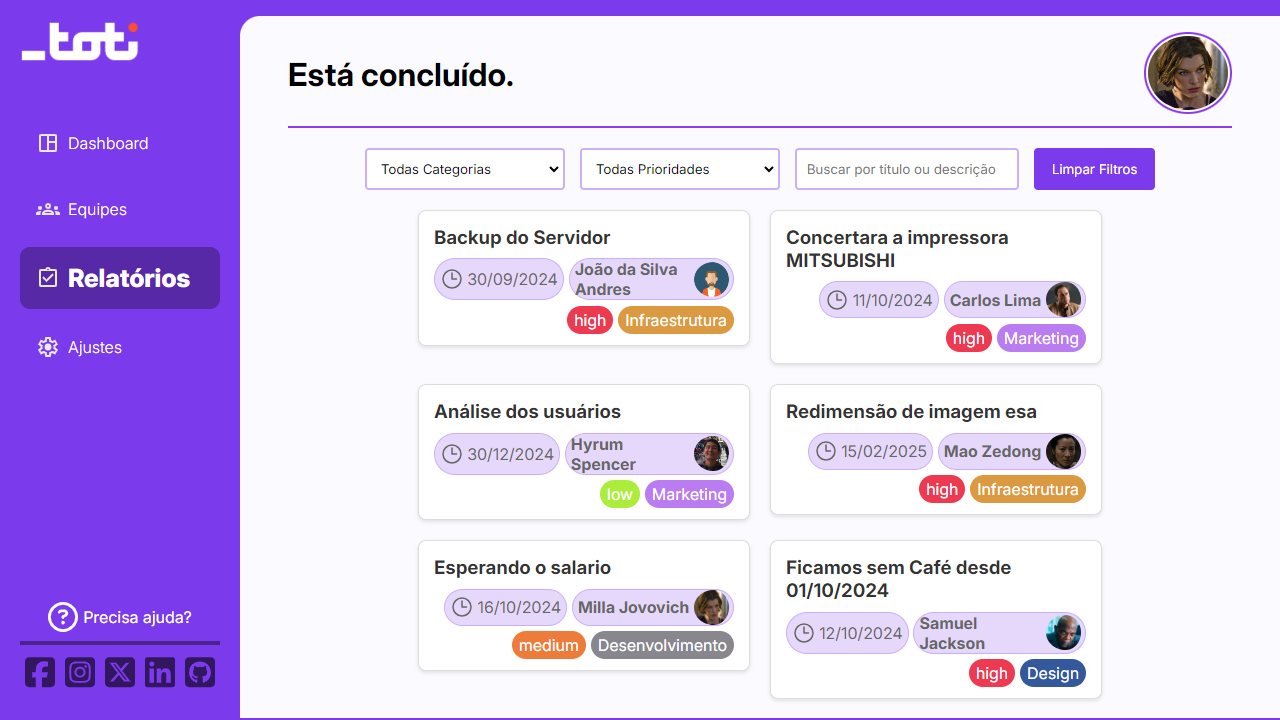 _toti
Dashboard
Equipes
Relatórios
Ajustes
Precisa ajuda?
Está concluído.
Todas Categorias
Todas Prioridades
Buscar por título ou descrição
Limpar Filtros
Backup do Servidor
30/09/2024
João da Silva
Andres
high
Infraestrutura
Concertara a impressora
MITSUBISHI
11/10/2024
Carlos Lima
high
Marketing
Análise dos usuários
30/12/2024
Hyrum
Spencer
low
Marketing
Redimensão de imagem esa
15/02/2025
Mao Zedong
high
Infraestrutura
Esperando o salario
16/10/2024
Milla Jovovich
medium
Desenvolvimento
Ficamos sem Café desde
01/10/2024
12/10/2024
Samuel
Jackson
high
Design